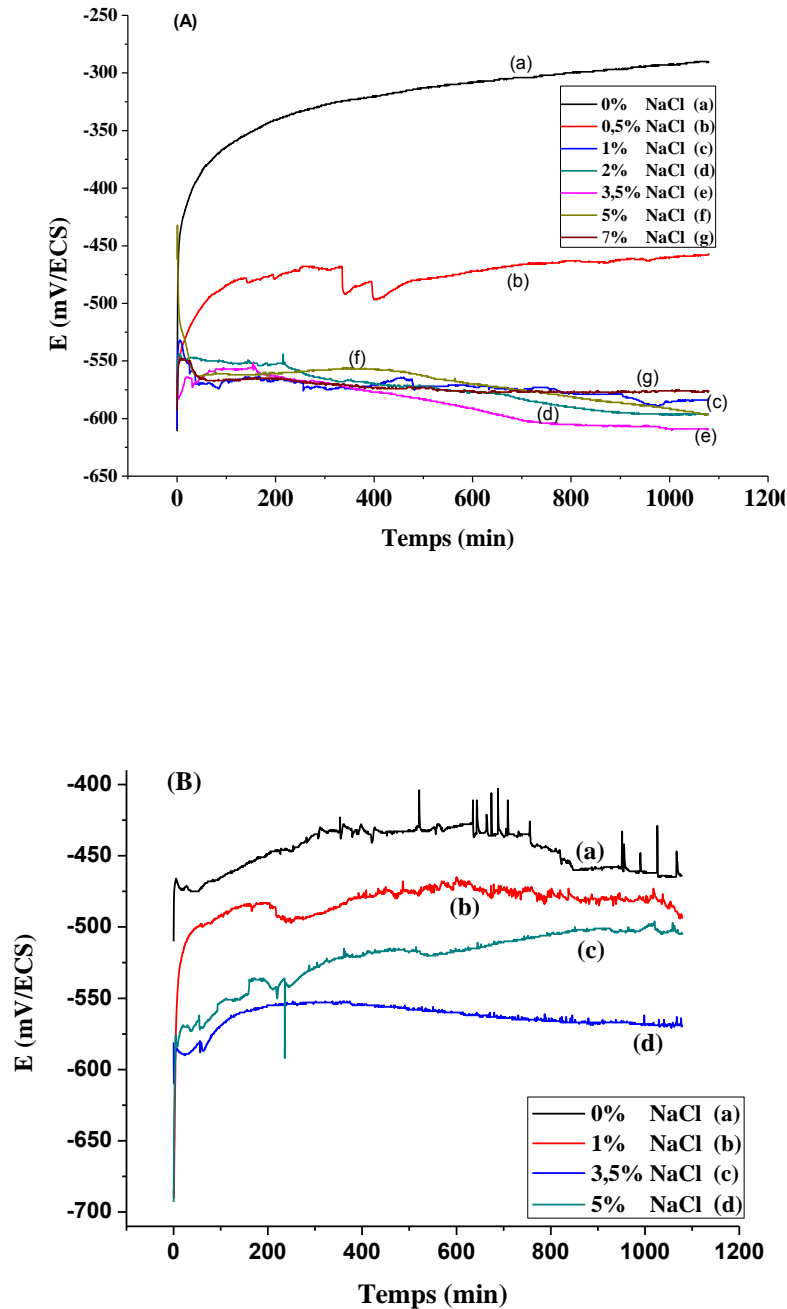 (A)
-250
-300
-350
-400
-450
-500
-550
-600
-650
E (mV/ECS)
0% NaCl (a)
0,5% NaCl (b)
1% NaCl (c)
2% NaCl (d)
3,5% NaCl (e)
5% NaCl (f)
7% NaCl (g)
(a)
(b)
(f)
(g)
(c)
(d)
(e)
0 200 400 600 800 1000 1200
Temps (min)
(B)
-400
-450
-500
-550
-600
-650
-700
E (mV/ECS)
(a)
(b)
(c)
(d)
0% NaCl (a)
1% NaCl (b)
3,5% NaCl (c)
5% NaCl (d)
0 200 400 600 800 1000 1200
Temps (min)